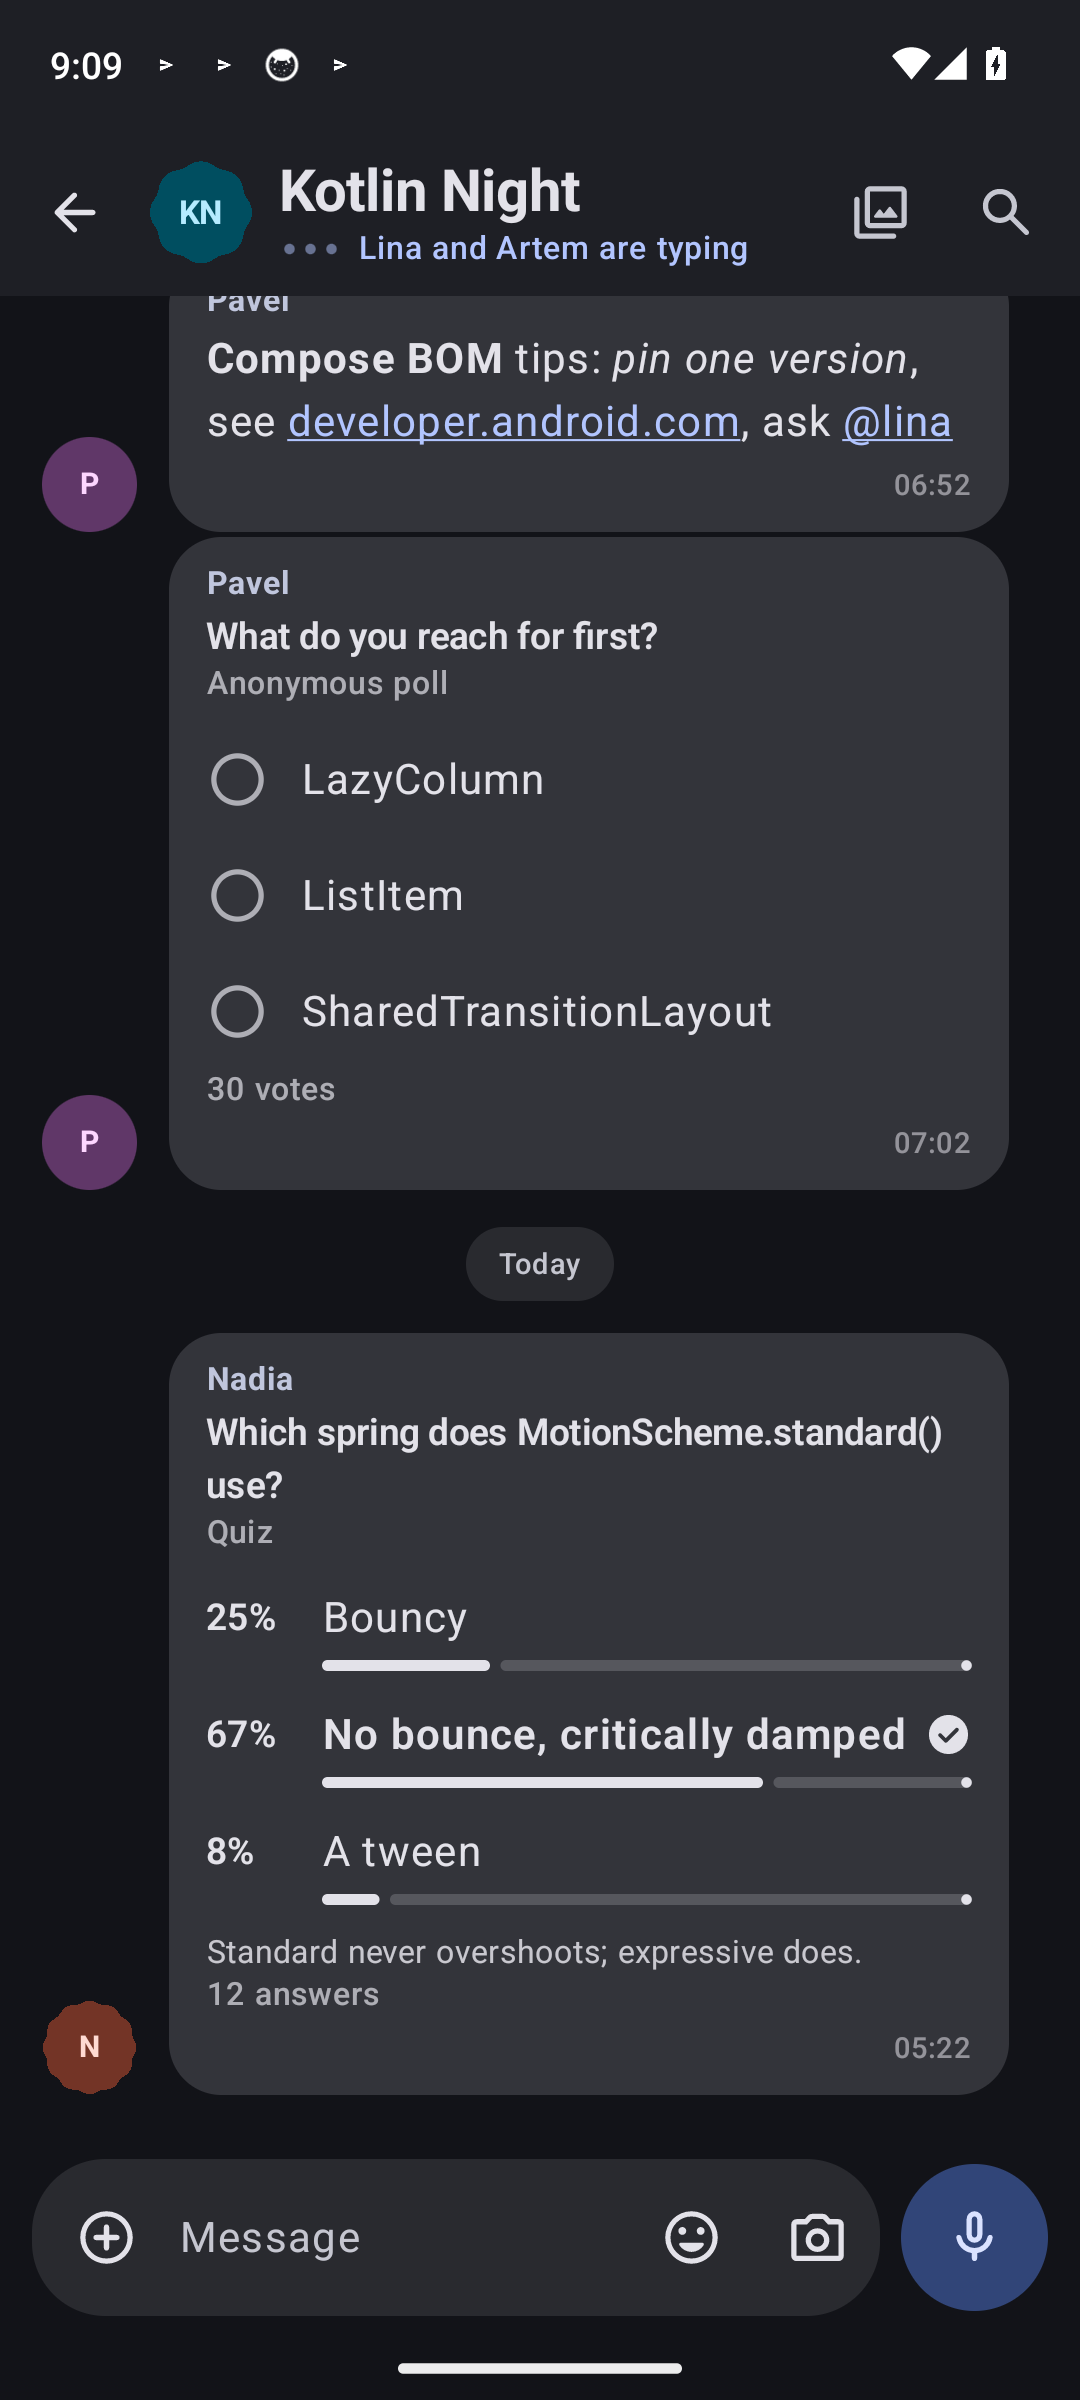 9:09
KN
Kotlin Night
Lina and Artem are typing
Pavel
Compose BOM tips: pin one version,
see developer.android.com, ask @lina
06:52
P
Pavel
What do you reach for first?
Anonymous poll
LazyColumn
ListItem
SharedTransitionLayout
30 votes
07:02
P
Today
Nadia
Which spring does MotionScheme.standard()
use?
Quiz
25% Bouncy
67% No bounce, critically damped
8% A tween
Standard never overshoots; expressive does.
12 answers
05:22
N
Message